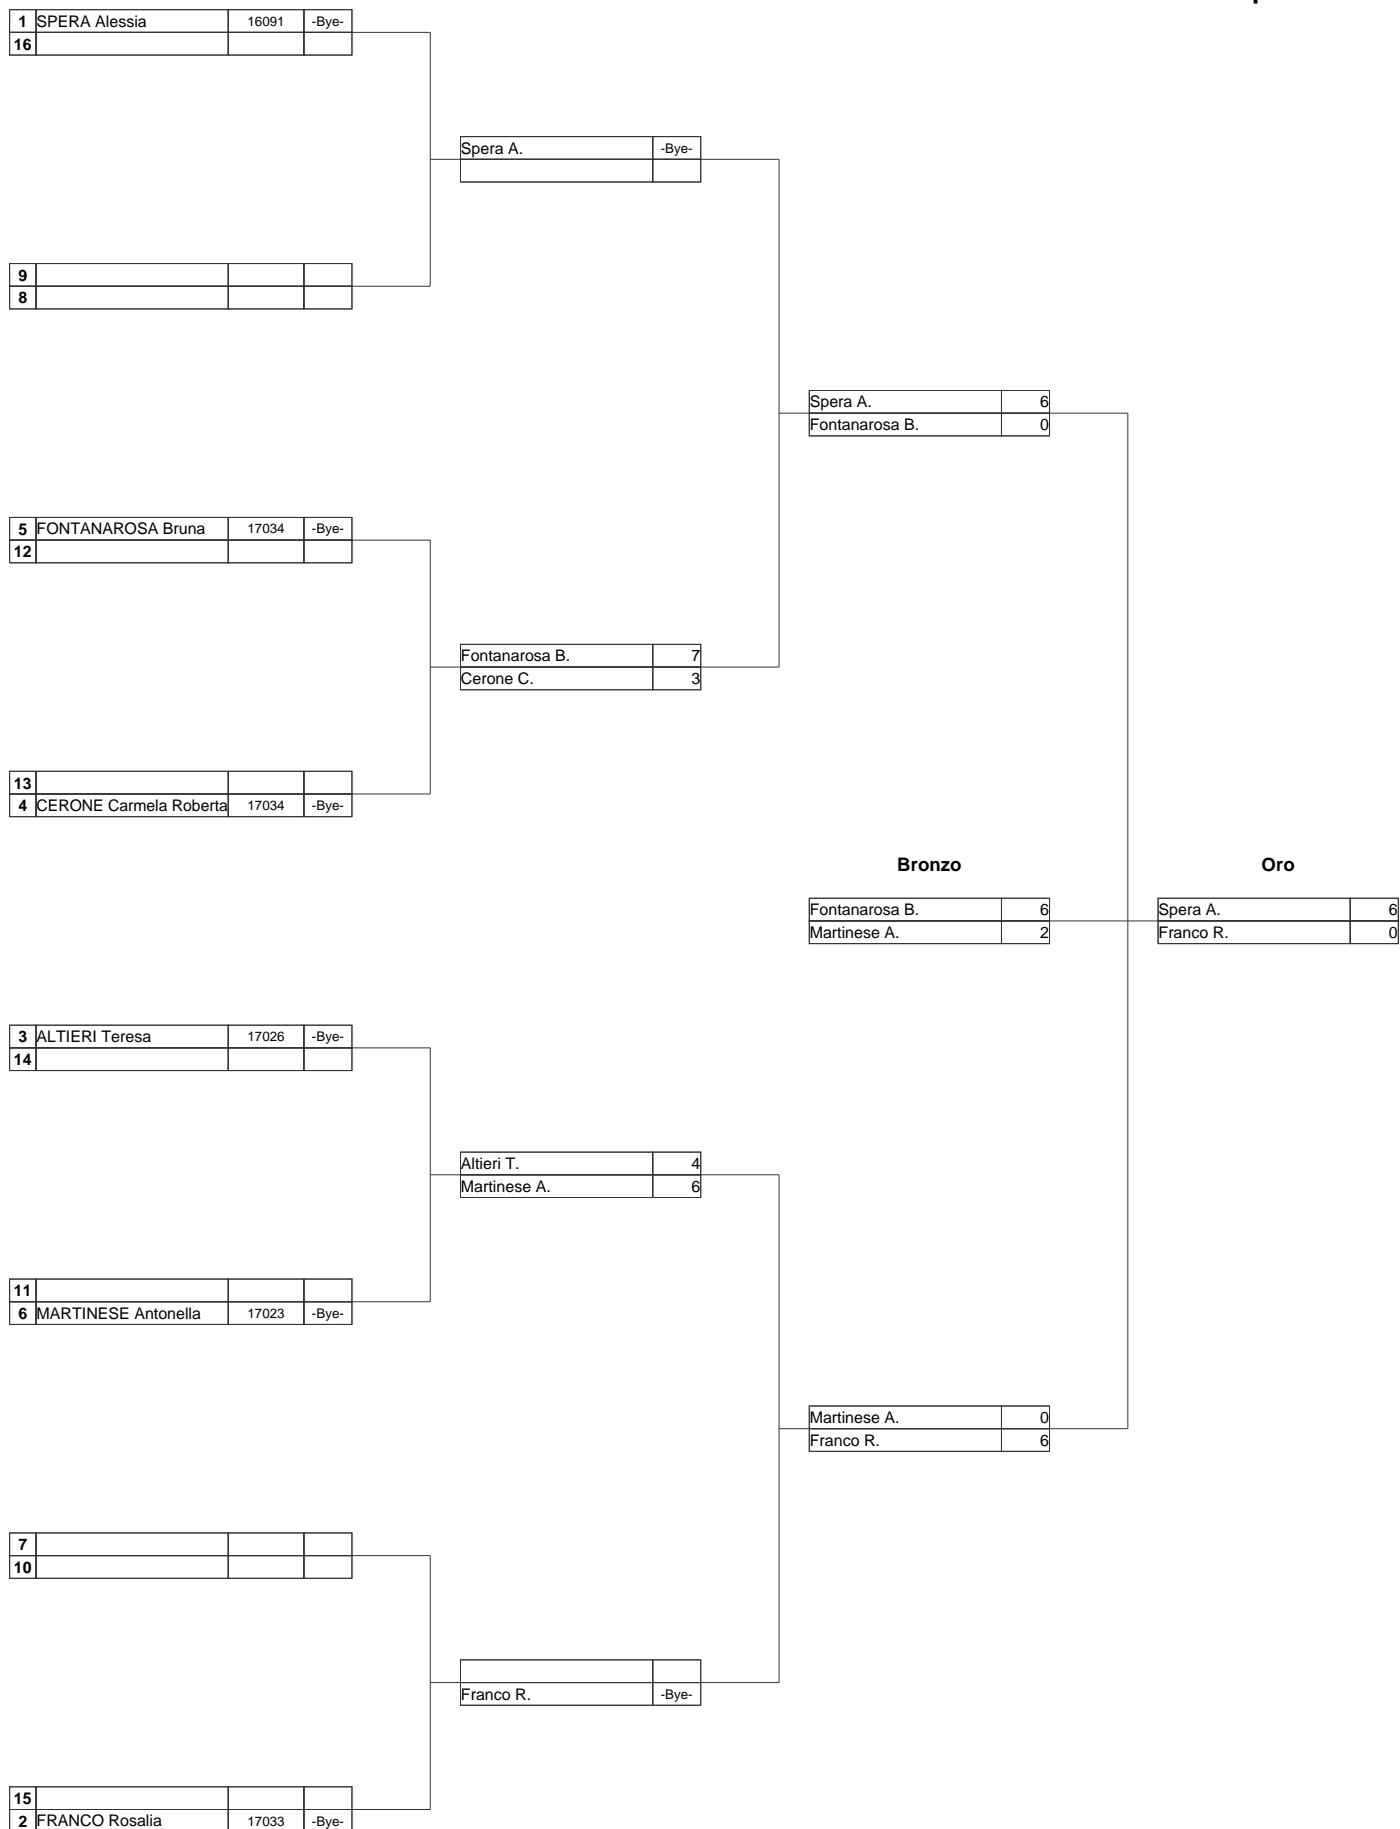 1 SPERA Alessia 16091 -Bye-
16
Spera A. -Bye-
9
8
Spera A. 6
Fontanarosa B. 0
5 FONTANAROSA Bruna 17034 -Bye-
12
Fontanarosa B. 7
Cerone C. 3
13
4 CERONE Carmela Roberta 17034 -Bye-
Bronzo Oro
Fontanarosa B. 6 Spera A. 6
Martinese A. 2 Franco R. 0
3 ALTIERI Teresa 17026 -Bye-
14
Altieri T. 4
Martinese A. 6
11
6 MARTINESE Antonella 17023 -Bye-
Martinese A. 0
Franco R. 6
7
10
Franco R. -Bye-
15
2 FRANCO Rosalia 17033 -Bye-